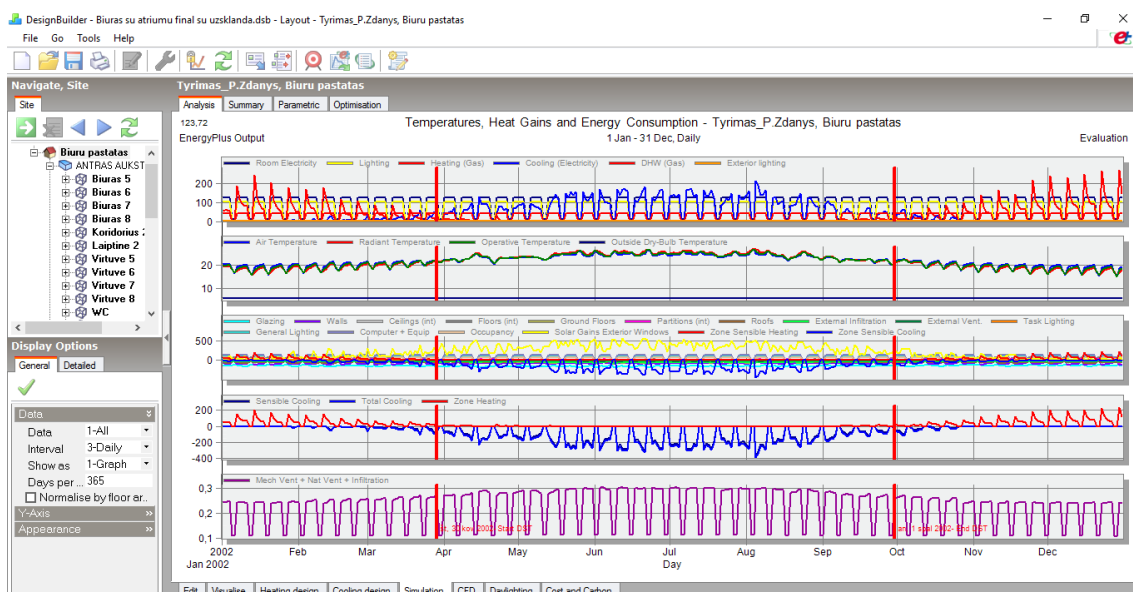 DesignBuilder - Biuras su atriumu final su uzsklanda.dsb - Layout - Tyrimas_P.Zdanys, Biuru pastatas
File Go Tools Help
Navigate, Site
Site
Biuru pastatas
ANTRAS AUKST
Biuras 5
Biuras 6
Biuras 7
Biuras 8
Koridorius 2
Laiptine 2
Virtuve 5
Virtuve 6
Virtuve 7
Virtuve 8
WC
Display Options
General Detailed
Data
Data 1-All
Interval 3-Daily
Show as 1-Graph
Days per ... 365
Normalise by floor ar..
Y-Axis
Appearance
Tyrimas_P.Zdanys, Biuru pastatas
Analysis Summary Parametric Optimisation
123,72 Temperatures, Heat Gains and Energy Consumption - Tyrimas_P.Zdanys, Biuru pastatas
EnergyPlus Output 1 Jan - 31 Dec, Daily Evaluation
Room Electricity Lighting Heating (Gas) Cooling (Electricity) DHW (Gas) Exterior lighting
200
100
0
Air Temperature Radiant Temperature Operative Temperature Outside Dry-Bulb Temperature
20
10
Glazing Walls Ceilings (int) Floors (int) Ground Floors Partitions (int) Roofs External Infiltration External Vent. Task Lighting
General Lighting Computer + Equip Occupancy Solar Gains Exterior Windows Zone Sensible Heating Zone Sensible Cooling
500
0
Sensible Cooling Total Cooling Zone Heating
200
0
-200
-400
Mech Vent + Nat Vent + Infiltration
0,3
0,2
0,1
2002 Start DST 2002- End DST
2002 Feb Mar Apr May Jun Jul Aug Sep Oct Nov Dec
Jan 2002 Day
Edit Visualise Heating design Cooling design Simulation CFD Daylighting Cost and Carbon